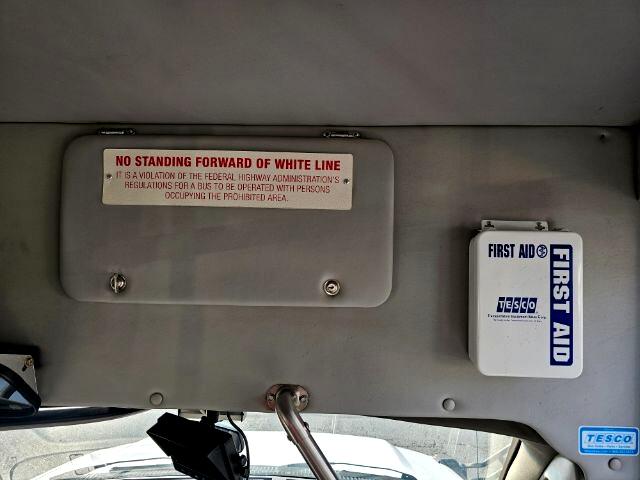 NO STANDING FORWARD OF WHITE LINE
IT IS A VIOLATION OF THE FEDERAL HIGHWAY ADMINISTRATION'S
REGULATIONS FOR A BUS TO BE OPERATED WITH PERSONS
OCCUPYING THE PROHIBITED AREA.
FIRST AID
FIRST AID
TESCO
TESCO